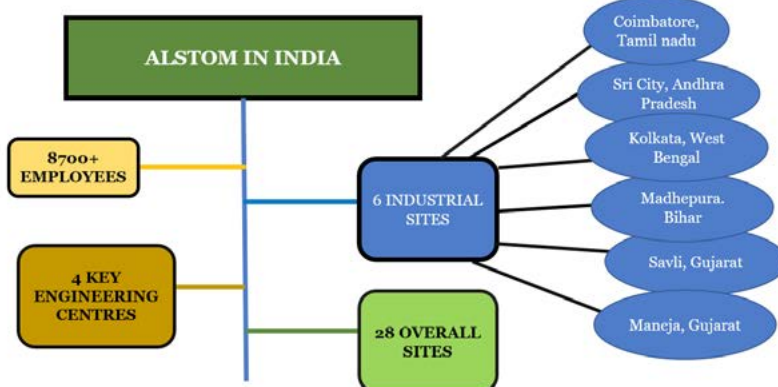 ALSTOM IN INDIA
8700+
EMPLOYEES
4 KEY
ENGINEERING
CENTRES
6 INDUSTRIAL
SITES
28 OVERALL
SITES
Coimbatore,
Tamil nadu
Sri City, Andhra
Pradesh
Kolkata, West
Bengal
Madhepura.
Bihar
Savli, Gujarat
Maneja, Gujarat